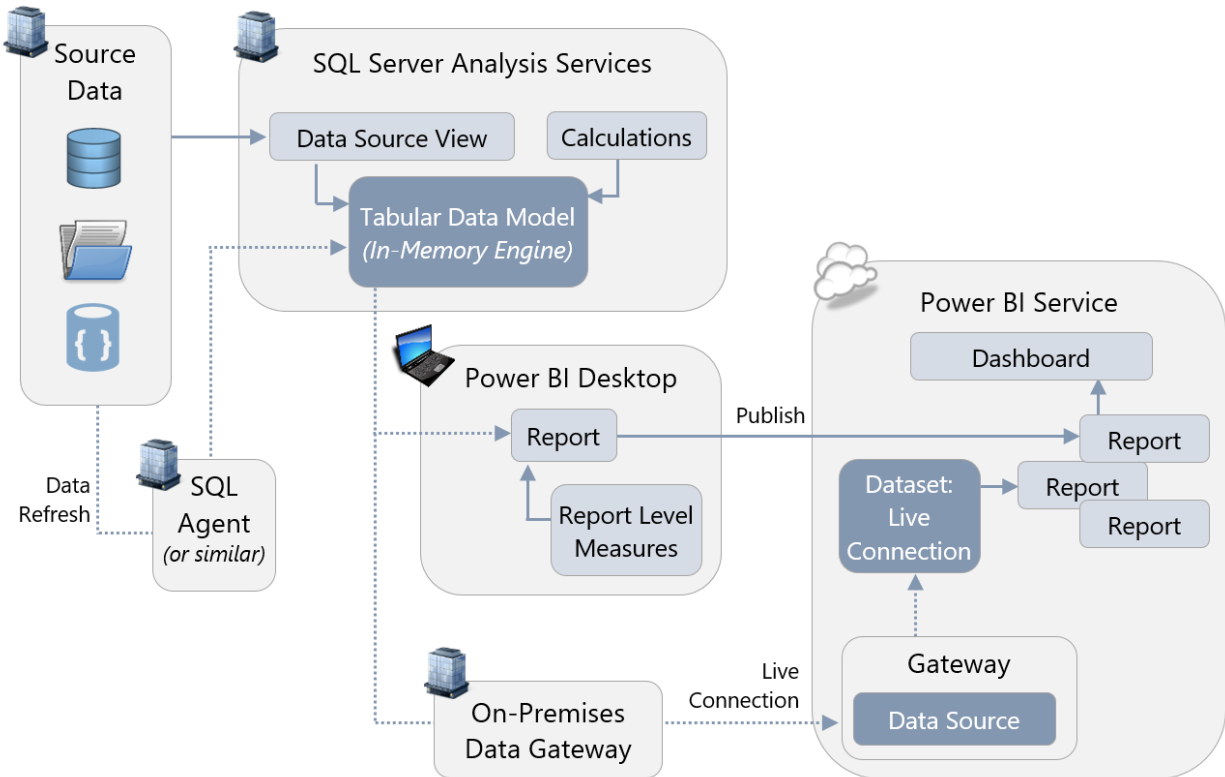 Source
Data
SQL Server Analysis Services
Data Source View
Calculations
Tabular Data Model
(In-Memory Engine)
{ }
Data
Refresh
SQL
Agent
(or similar)
Power BI Desktop
Report
Report Level
Measures
Publish
On-Premises
Data Gateway
Live
Connection
Power BI Service
Dashboard
Report
Report
Report
Dataset:
Live
Connection
Gateway
Data Source